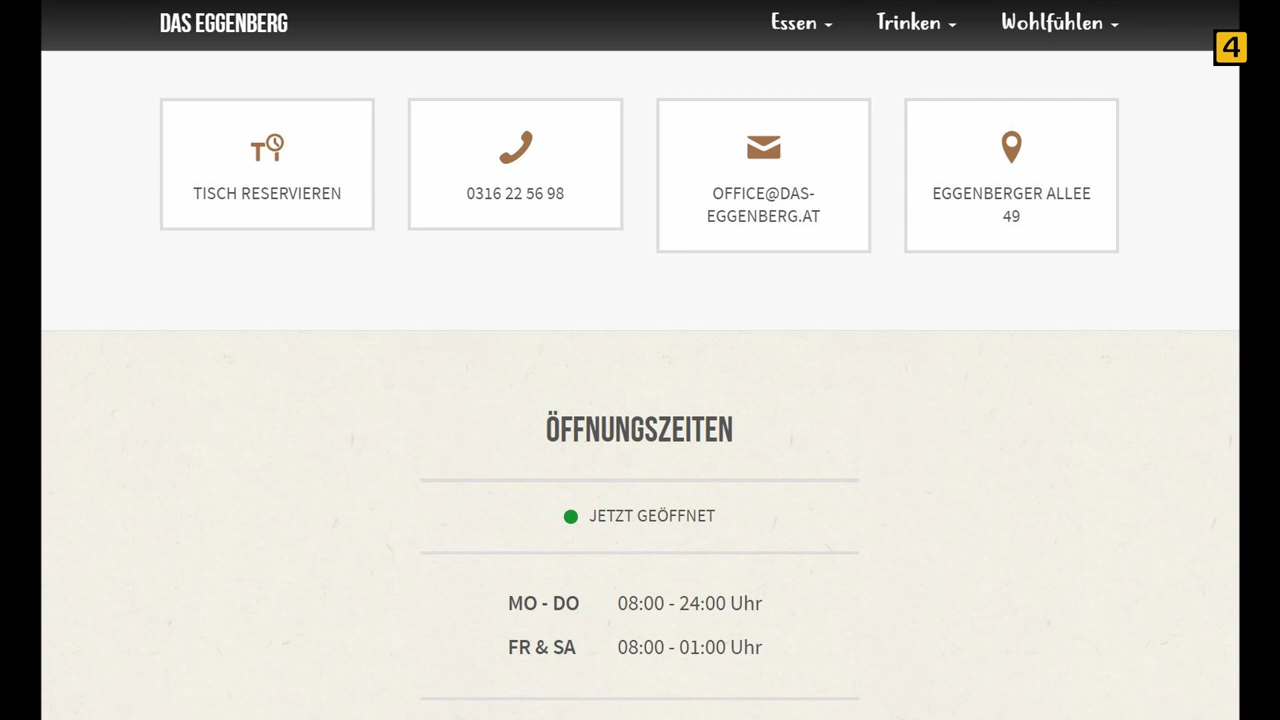 DAS EGGENBERG
Essen
Trinken
Wohlfühlen
4
TISCH RESERVIEREN
0316 22 56 98
OFFICE@DAS-
EGGENBERG.AT
EGGENBERGER ALLEE
49
ÖFFNUNGSZEITEN
JETZT GEÖFFNET
MO - DO 08:00 - 24:00 Uhr
FR & SA 08:00 - 01:00 Uhr